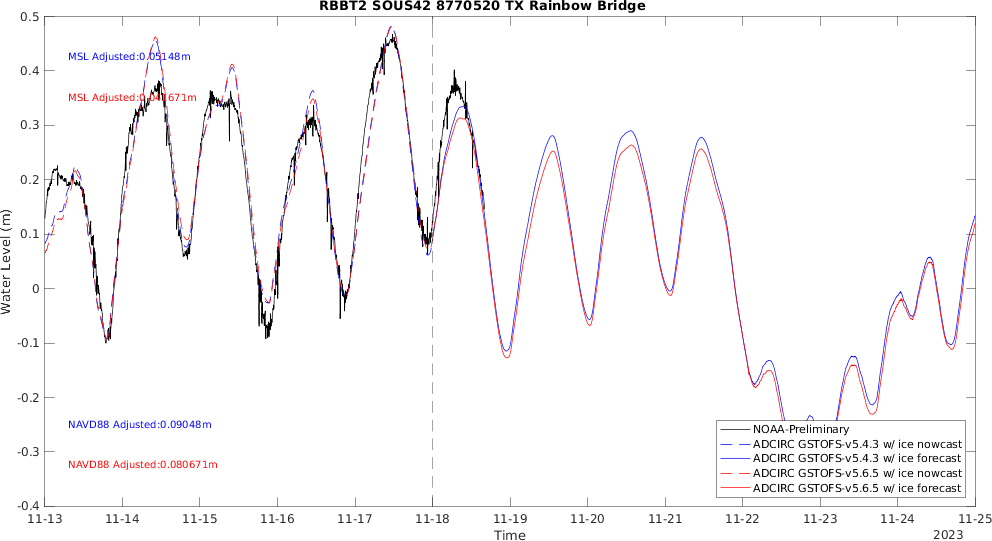 RBBT2 SOUS42 8770520 TX Rainbow Bridge
0.5
0.4
0.3
0.2
0.1
0
-0.1
-0.2
-0.3
-0.4
Water Level (m)
MSL Adjusted:0.05148m
MSL Adjusted:0.041671m
NAVD88 Adjusted:0.09048m
NAVD88 Adjusted:0.080671m
NOAA-Preliminary
ADCIRC GSTOFS-v5.4.3 w/ ice nowcast
ADCIRC GSTOFS-v5.4.3 w/ ice forecast
ADCIRC GSTOFS-v5.6.5 w/ ice nowcast
ADCIRC GSTOFS-v5.6.5 w/ ice forecast
11-13 11-14 11-15 11-16 11-17 11-18 11-19 11-20 11-21 11-22 11-23 11-24 11-25
Time
2023